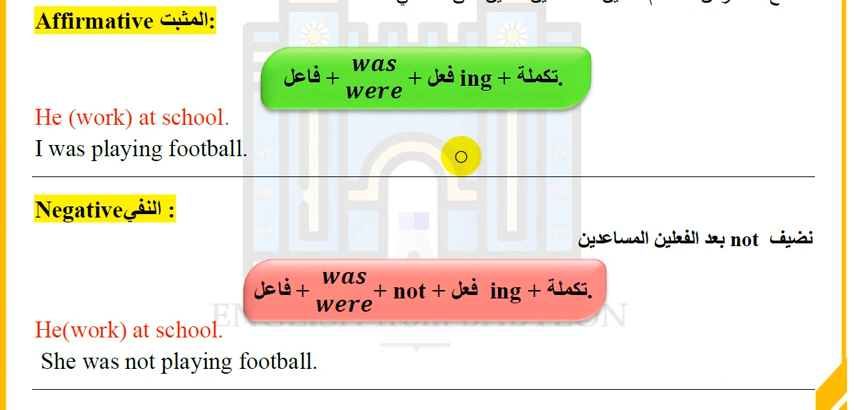 Affirmative المثبت:
فاعل + was were + فعل ing + تكملة.
He (work) at school.
I was playing football.
Negative النفي :
نضيف not بعد الفعلين المساعدين
فاعل + was were + not + فعل ing + تكملة.
He(work) at school.
She was not playing football.